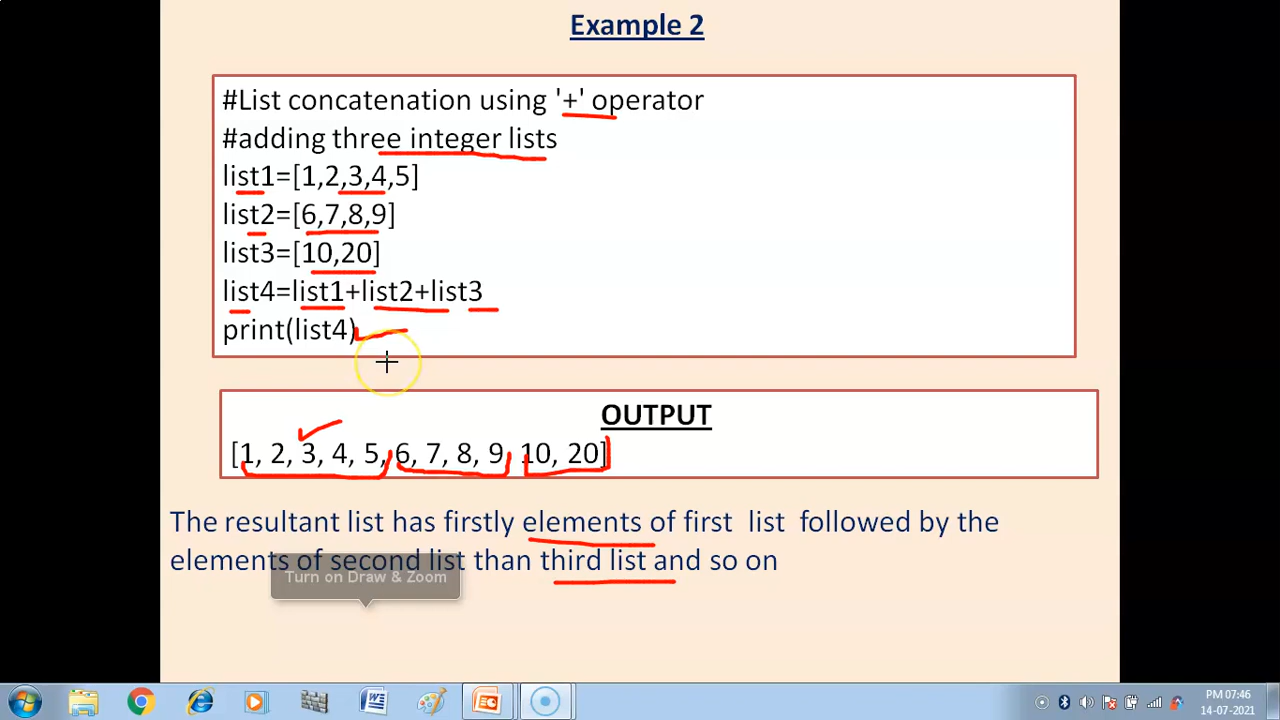 Example 2
#List concatenation using '+' operator
#adding three integer lists
list1=[1,2,3,4,5]
list2=[6,7,8,9]
list3=[10,20]
list4=list1+list2+list3
print(list4)
OUTPUT
[1, 2, 3, 4, 5, 6, 7, 8, 9, 10, 20]
The resultant list has firstly elements of first list followed by the
elements of second list than third list and so on
Turn on Draw & Zoom
PM 07:46
14-07-2021